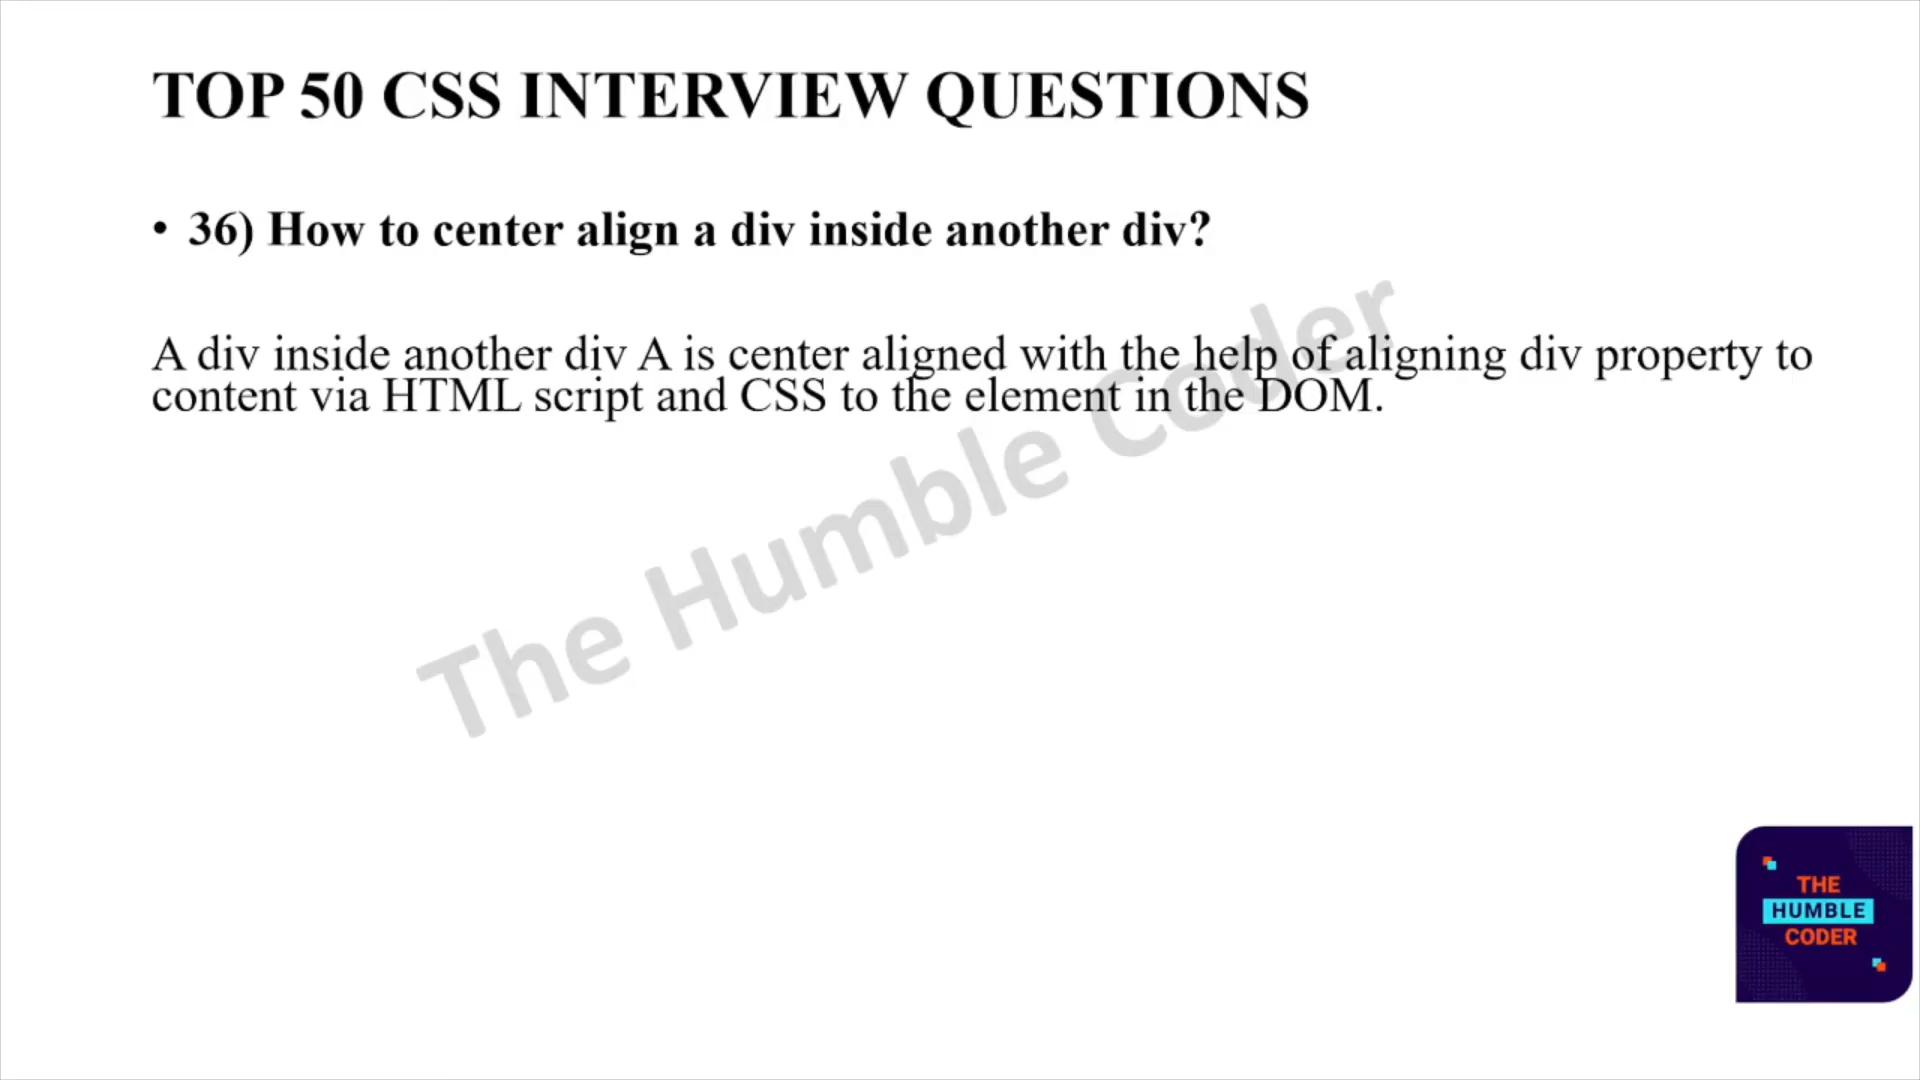 TOP 50 CSS INTERVIEW QUESTIONS
• 36) How to center align a div inside another div?
A div inside another div A is center aligned with the help of aligning div property to
content via HTML script and CSS to the element in the DOM.
The Humble Coder
THE
HUMBLE
CODER